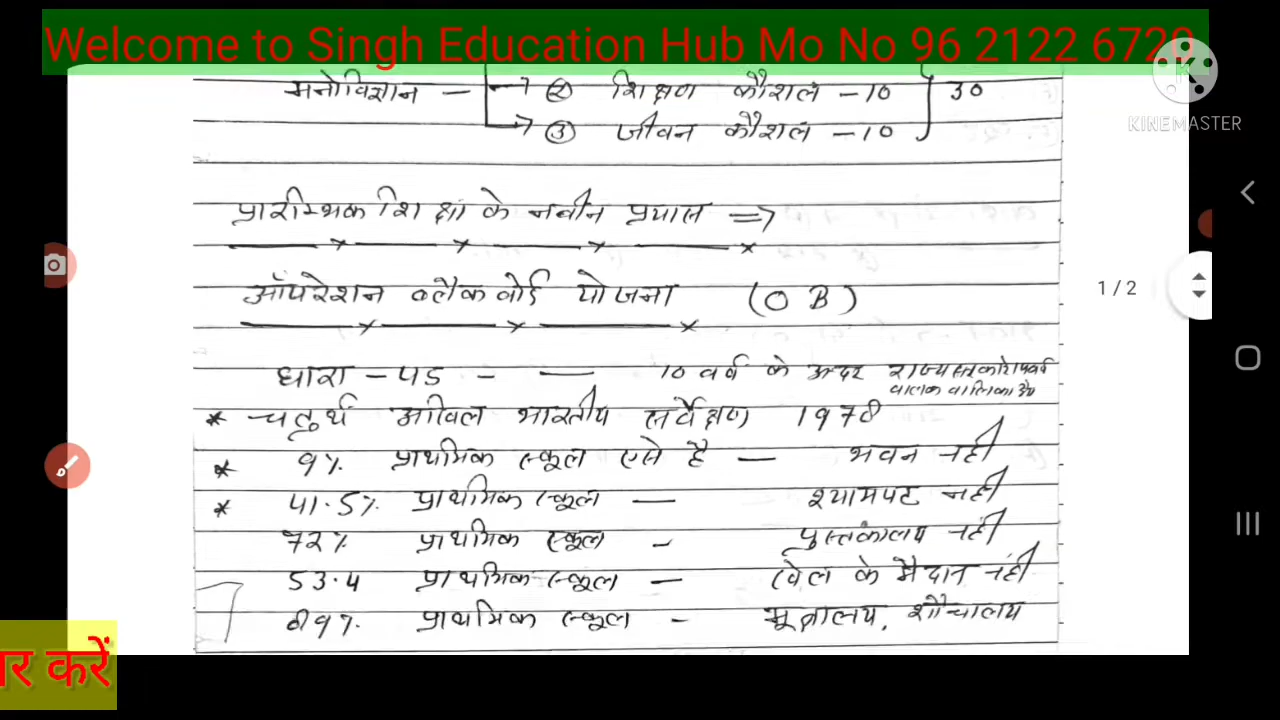 Welcome to Singh Education Hub Mo No 96 2122 6729
KINEMASTER
मनोविज्ञान — → ② शिक्षण कौशल – 10 } 30
→ ③ जीवन कौशल – 10
प्रारम्भिक शिक्षा के नवीन प्रयास ⇒
ऑपरेशन ब्लैक बोर्ड योजना (O B)
1 / 2
धारा – 45 - — 10 वर्ष के अन्दर
बालक बालिका
* चतुर्थ अखिल भारतीय सर्वेक्षण 1978
* 9% प्राथमिक स्कूल एसे है — भवन नही
* 41.5% प्राथमिक स्कूल — श्यामपट नही
72% प्राथमिक स्कूल - पुस्तकालय नही
53.4 प्राथमिक स्कूल — खेल के मैदान नही
89%. प्राथमिक स्कूल - मूत्रालय, शौचालय
र करें